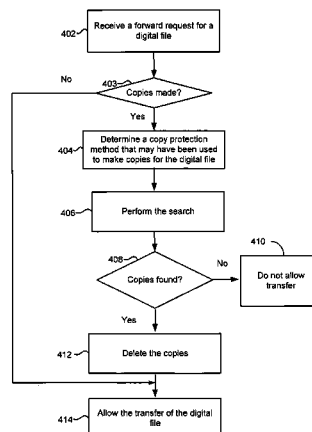 Receive a forward request for a
digital file
402
No
403
Copies made?
Yes
Determine a copy protection
method that may have been used
to make copies for the digital file
404
Perform the search
406
408
Copies found?
No
410
Do not allow
transfer
Yes
Delete the copies
412
Allow the transfer of the digital
file
414